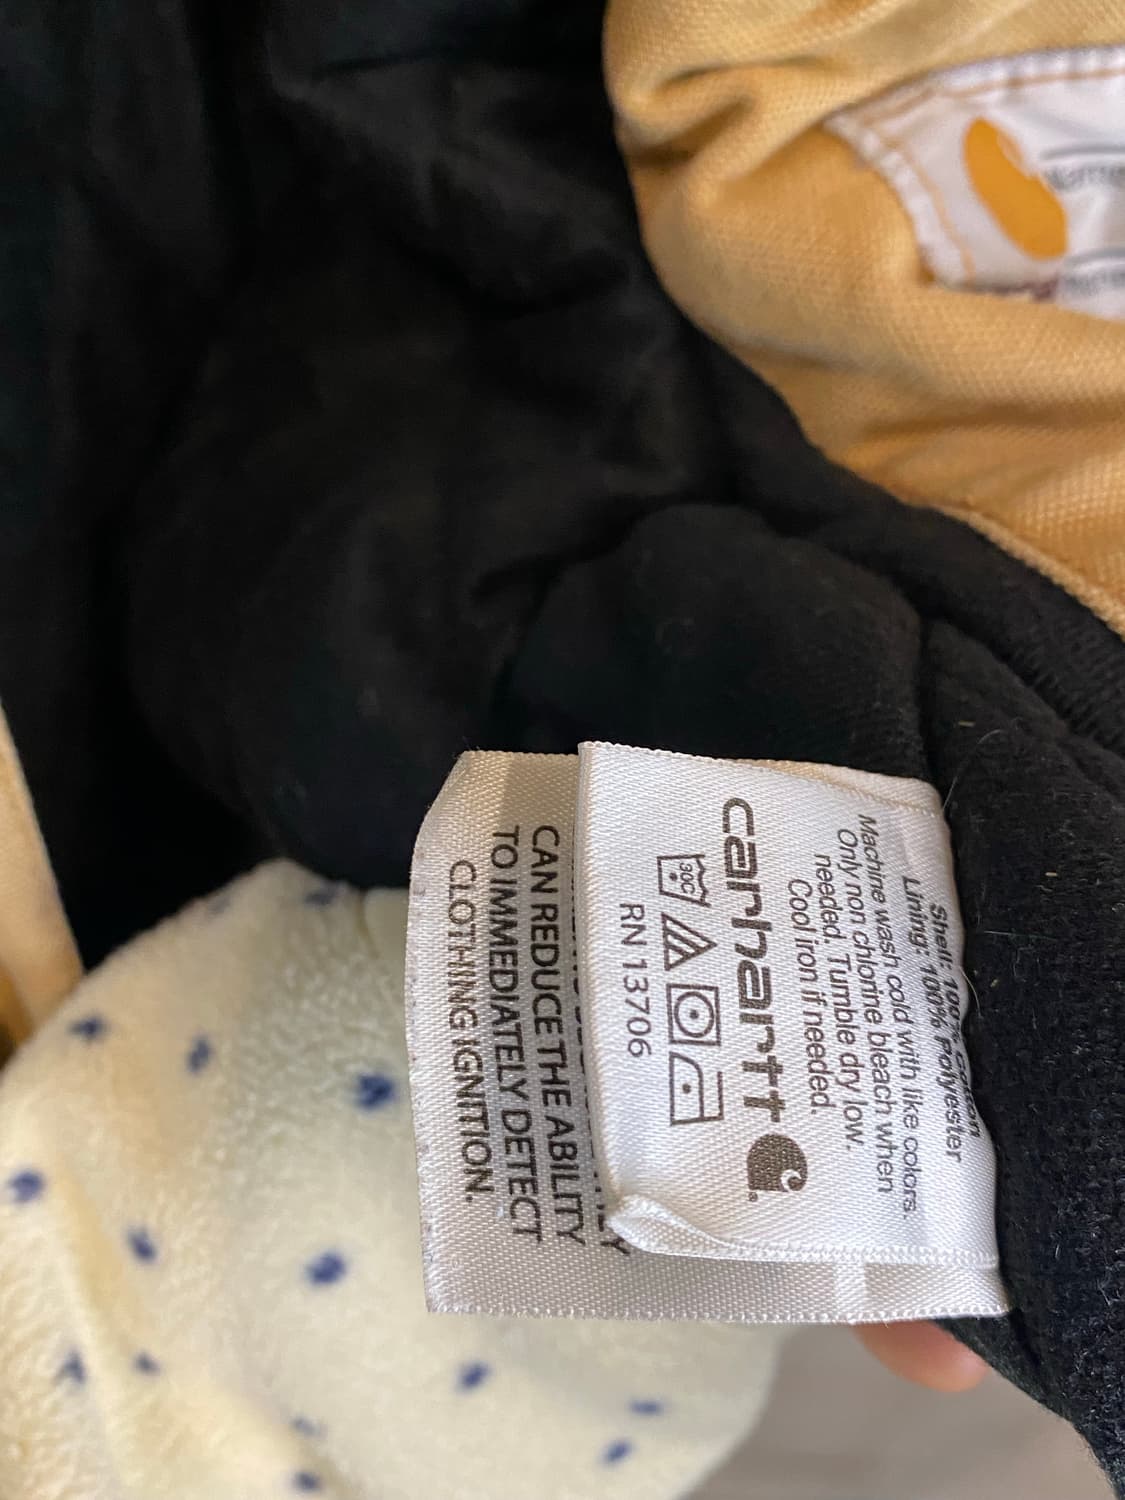 Shell: 100% Cotton
Lining: 100% Polyester
Machine wash cold with like colors.
Only non chlorine bleach when
needed. Tumble dry low.
Cool iron if needed.
carhartt
30C
RN 13706
CAN REDUCE THE ABILITY
TO IMMEDIATELY DETECT
CLOTHING IGNITION.